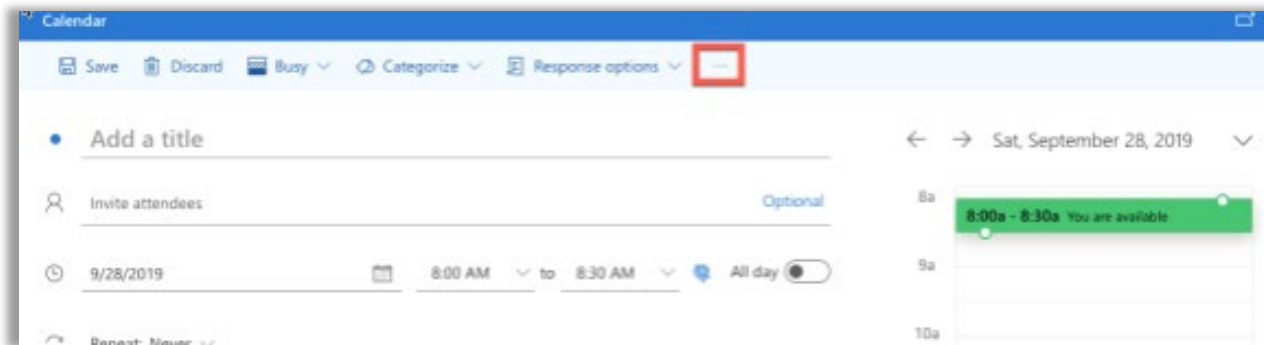 Calendar
Save Discard Busy Categorize Response options ...
Add a title
Sat, September 28, 2019
Invite attendees Optional
8a
8:00a - 8:30a You are available
9/28/2019 8:00 AM to 8:30 AM All day
9a
Repeat: Never
10a